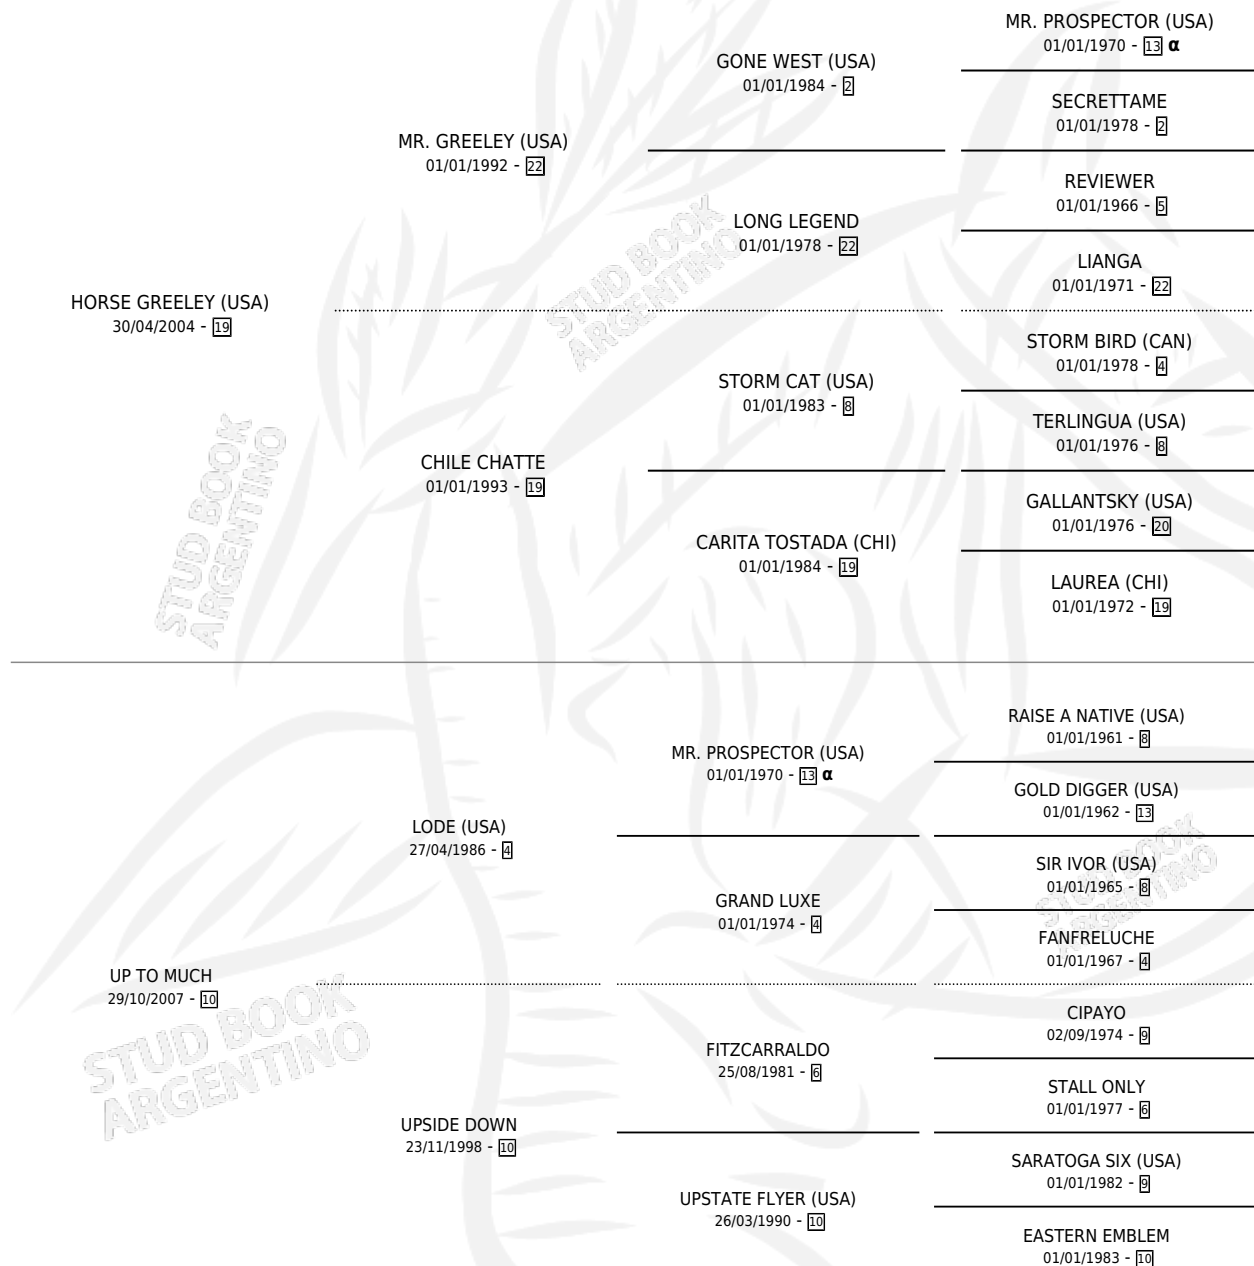 MR. PROSPECTOR (USA)
01/01/1970 - 13 α
GONE WEST (USA)
01/01/1984 - 2
SECRETTAME
01/01/1978 - 2
MR. GREELEY (USA)
01/01/1992 - 22
REVIEWER
01/01/1966 - 5
LONG LEGEND
01/01/1978 - 22
LIANGA
01/01/1971 - 22
HORSE GREELEY (USA)
30/04/2004 - 19
STORM BIRD (CAN)
01/01/1978 - 4
STORM CAT (USA)
01/01/1983 - 8
TERLINGUA (USA)
01/01/1976 - 8
CHILE CHATTE
01/01/1993 - 19
GALLANTSKY (USA)
01/01/1976 - 20
CARITA TOSTADA (CHI)
01/01/1984 - 19
LAUREA (CHI)
01/01/1972 - 19
RAISE A NATIVE (USA)
01/01/1961 - 8
MR. PROSPECTOR (USA)
01/01/1970 - 13 α
GOLD DIGGER (USA)
01/01/1962 - 13
LODE (USA)
27/04/1986 - 4
SIR IVOR (USA)
01/01/1965 - 8
GRAND LUXE
01/01/1974 - 4
FANFRELUCHE
01/01/1967 - 4
UP TO MUCH
29/10/2007 - 10
CIPAYO
02/09/1974 - 9
FITZCARRALDO
25/08/1981 - 6
STALL ONLY
01/01/1977 - 6
UPSIDE DOWN
23/11/1998 - 10
SARATOGA SIX (USA)
01/01/1982 - 9
UPSTATE FLYER (USA)
26/03/1990 - 10
EASTERN EMBLEM
01/01/1983 - 10
STUD BOOK
ARGENTINO
STUD BOOK
ARGENTINO
STUD BOOK
ARGENTINO
STUD BOOK
ARGENTINO